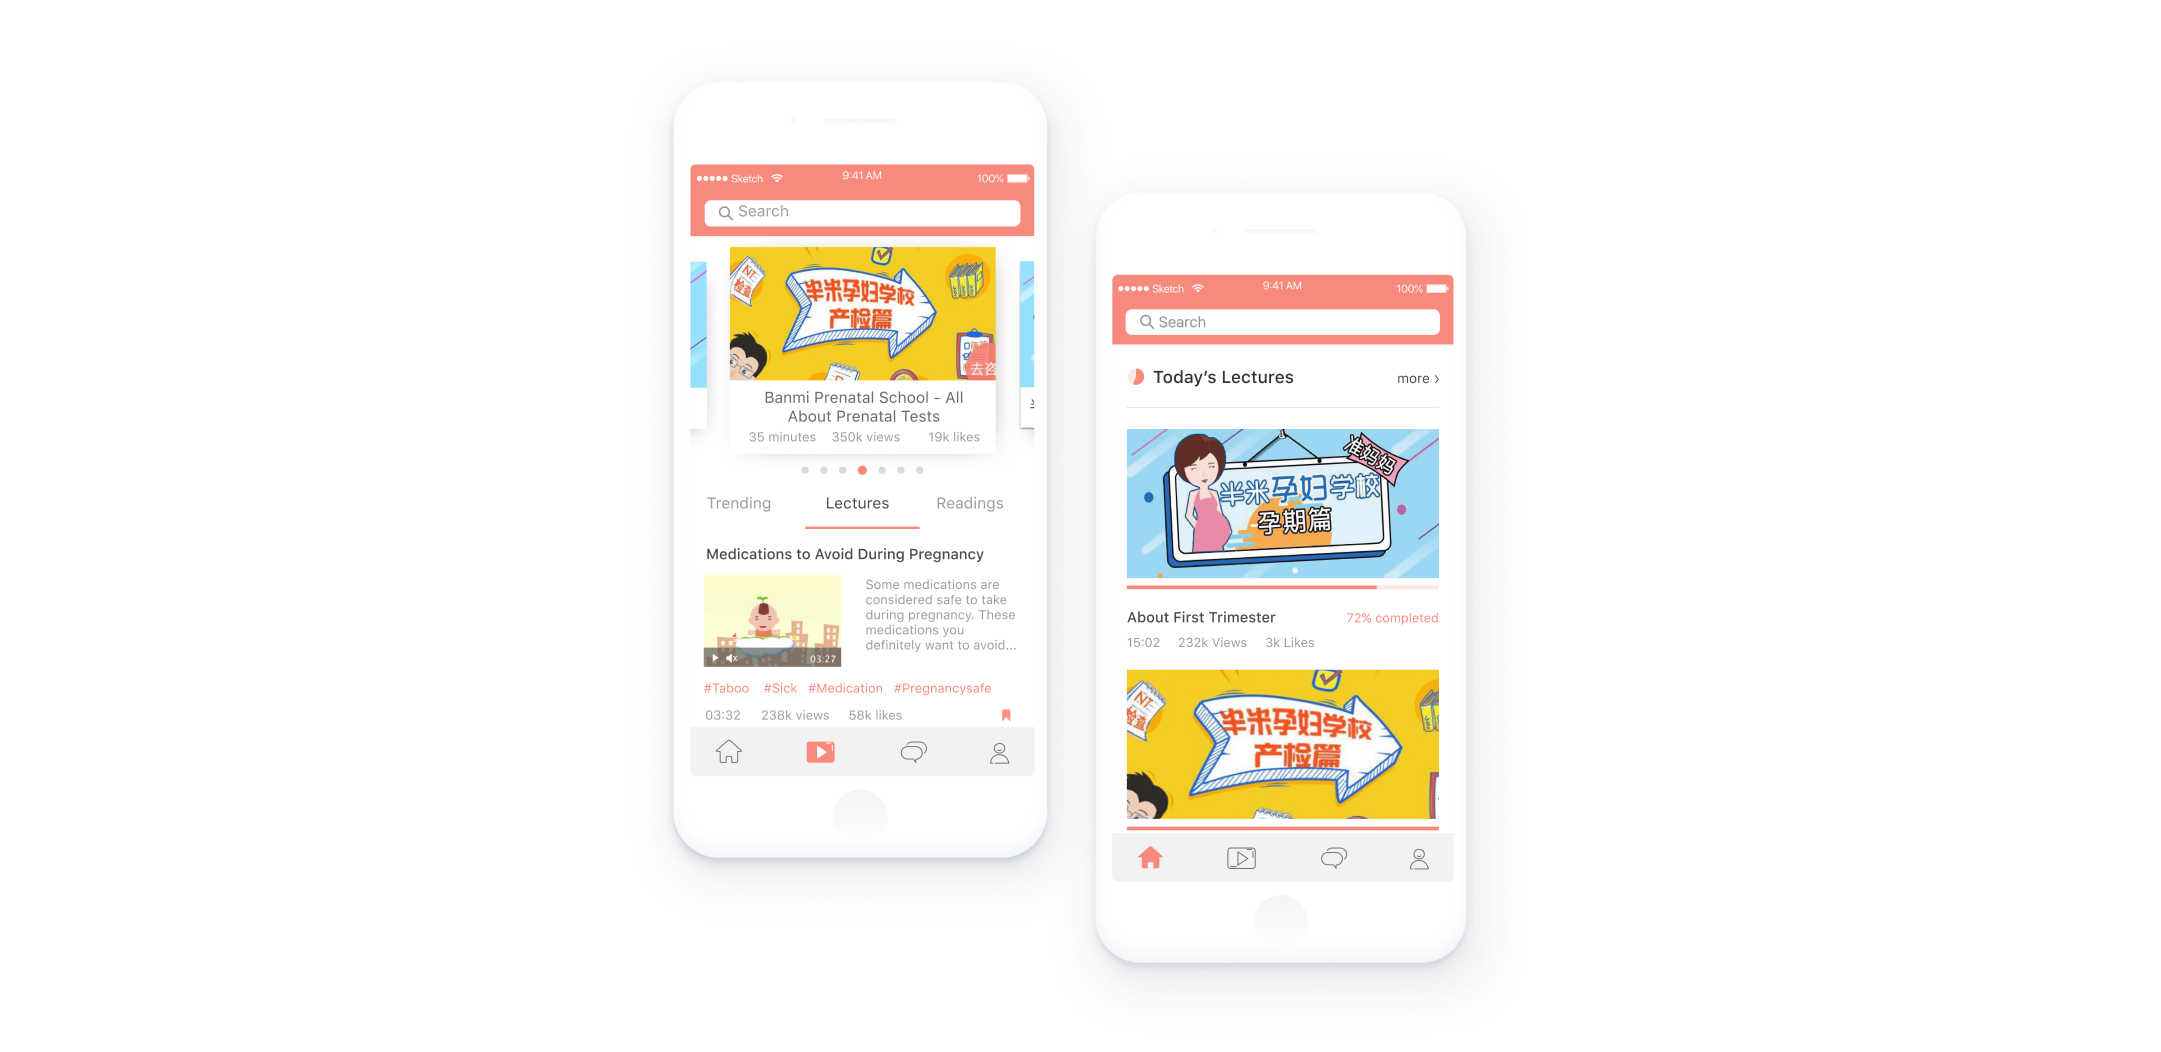 Sketch
9:41 AM
100%
Search
NT
检查
半米孕妇学校
产检篇
去咨
Banmi Prenatal School - All
About Prenatal Tests
35 minutes 350k views 19k likes
Trending Lectures Readings
Medications to Avoid During Pregnancy
Some medications are
considered safe to take
during pregnancy. These
medications you
definitely want to avoid...
03:27
#Taboo #Sick #Medication #Pregnancysafe
03:32 238k views 58k likes
Sketch
9:41 AM
100%
Search
Today’s Lectures
more ›
准妈妈
半米孕妇学校
孕期篇
About First Trimester
72% completed
15:02 232k Views 3k Likes
NT
检查
半米孕妇学校
产检篇